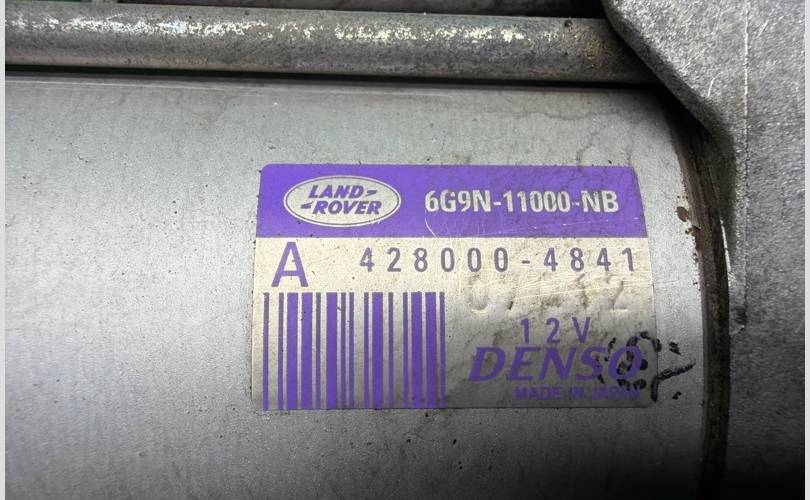 LAND-
-ROVER
6G9N-11000-NB
A 428000-4841
12V
DENSO
MADE IN JAPAN